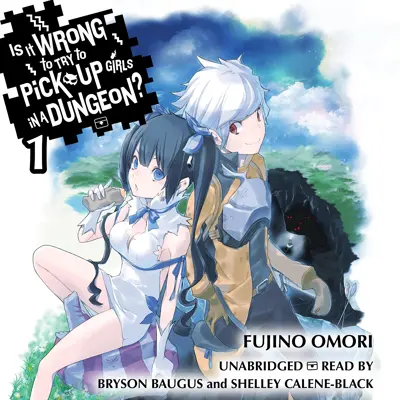 IS IT WRONG
TO TRY TO
PICK UP GIRLS
IN A DUNGEON?
1
FUJINO OMORI
UNABRIDGED READ BY
BRYSON BAUGUS and SHELLEY CALENE-BLACK